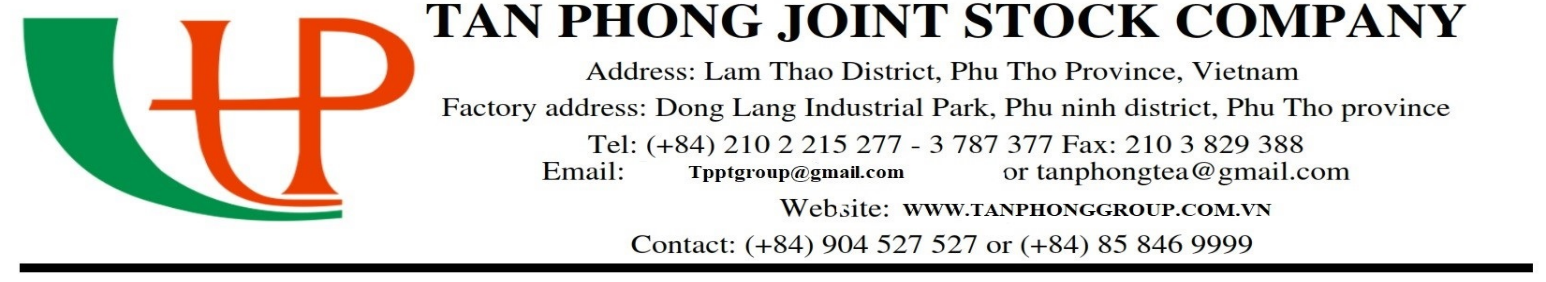 TAN PHONG JOINT STOCK COMPANY
Address: Lam Thao District, Phu Tho Province, Vietnam
Factory address: Dong Lang Industrial Park, Phu ninh district, Phu Tho province
Tel: (+84) 210 2 215 277 - 3 787 377 Fax: 210 3 829 388
Email: Tpptgroup@gmail.com or tanphongtea@gmail.com
Website: WWW.TANPHONGGROUP.COM.VN
Contact: (+84) 904 527 527 or (+84) 85 846 9999